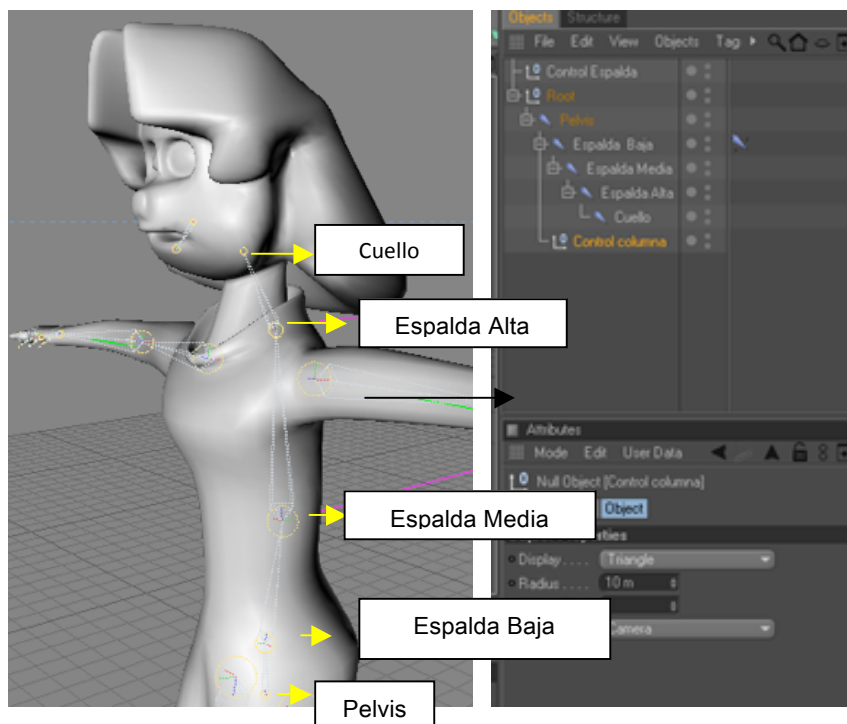 Cuello
Espalda Alta
Espalda Media
Espalda Baja
Pelvis
Objects Structure
File Edit View Objects Tag
Control Espalda
Root
Pelvis
Espalda Baja
Espalda Media
Espalda Alta
Cuello
Control columna
Attributes
Mode Edit User Data
Null Object [Control columna]
Object
Display . . . . Triangle
Radius . . . . . 10 m